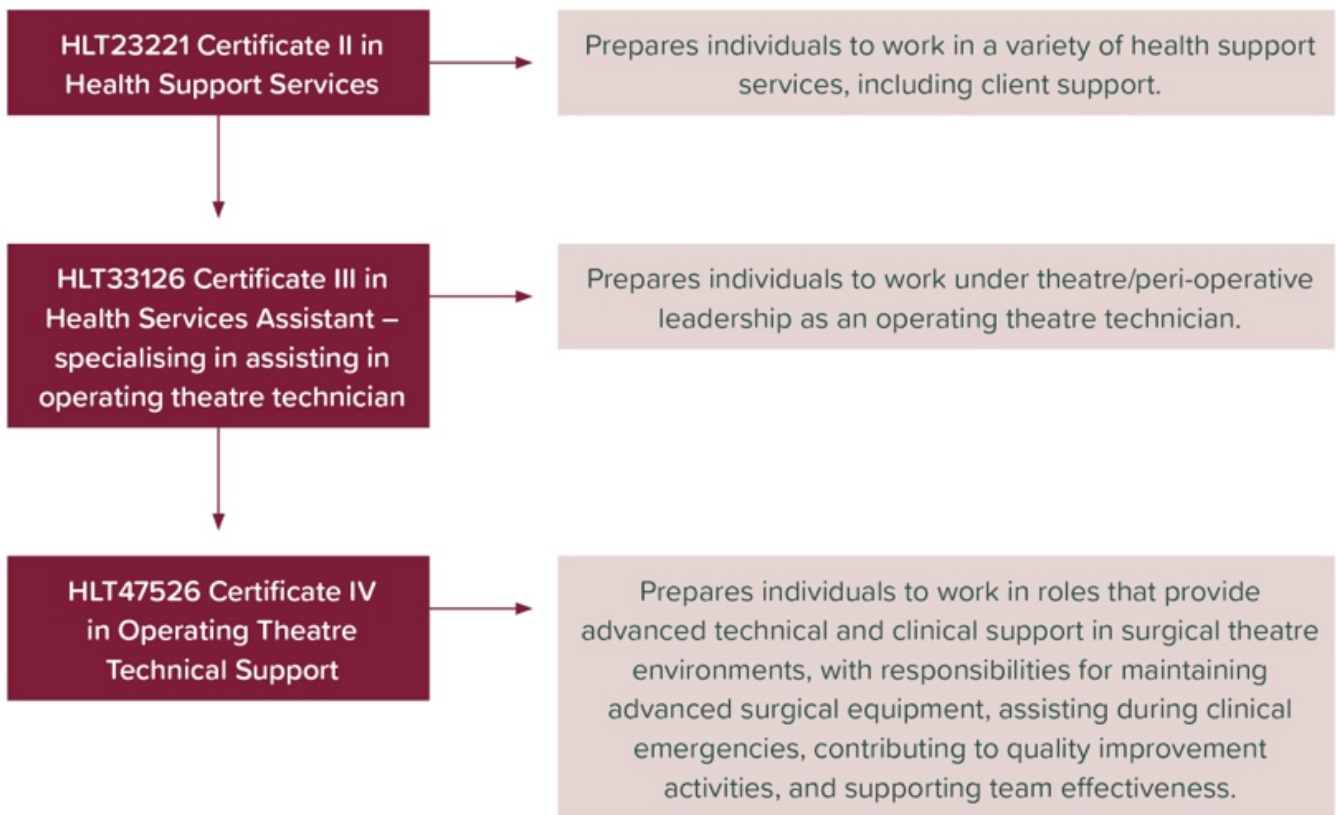 HLT23221 Certificate II in
Health Support Services
Prepares individuals to work in a variety of health support
services, including client support.
HLT33126 Certificate III in
Health Services Assistant –
specialising in assisting in
operating theatre technician
Prepares individuals to work under theatre/peri-operative
leadership as an operating theatre technician.
HLT47526 Certificate IV
in Operating Theatre
Technical Support
Prepares individuals to work in roles that provide
advanced technical and clinical support in surgical theatre
environments, with responsibilities for maintaining
advanced surgical equipment, assisting during clinical
emergencies, contributing to quality improvement
activities, and supporting team effectiveness.